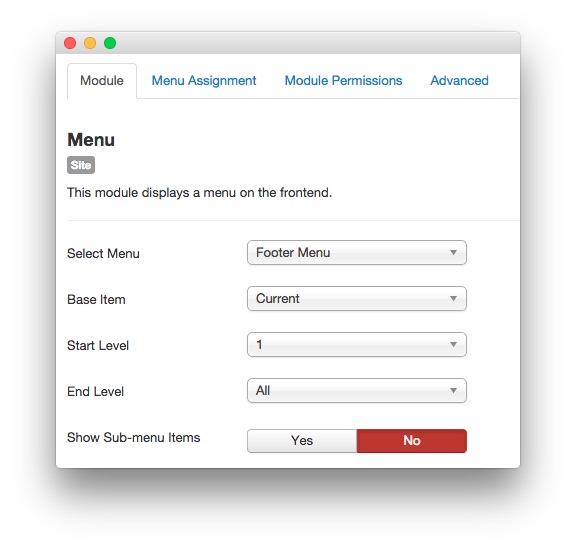 Module Menu Assignment Module Permissions Advanced
Menu
Site
This module displays a menu on the frontend.
Select Menu Footer Menu
Base Item Current
Start Level 1
End Level All
Show Sub-menu Items Yes No